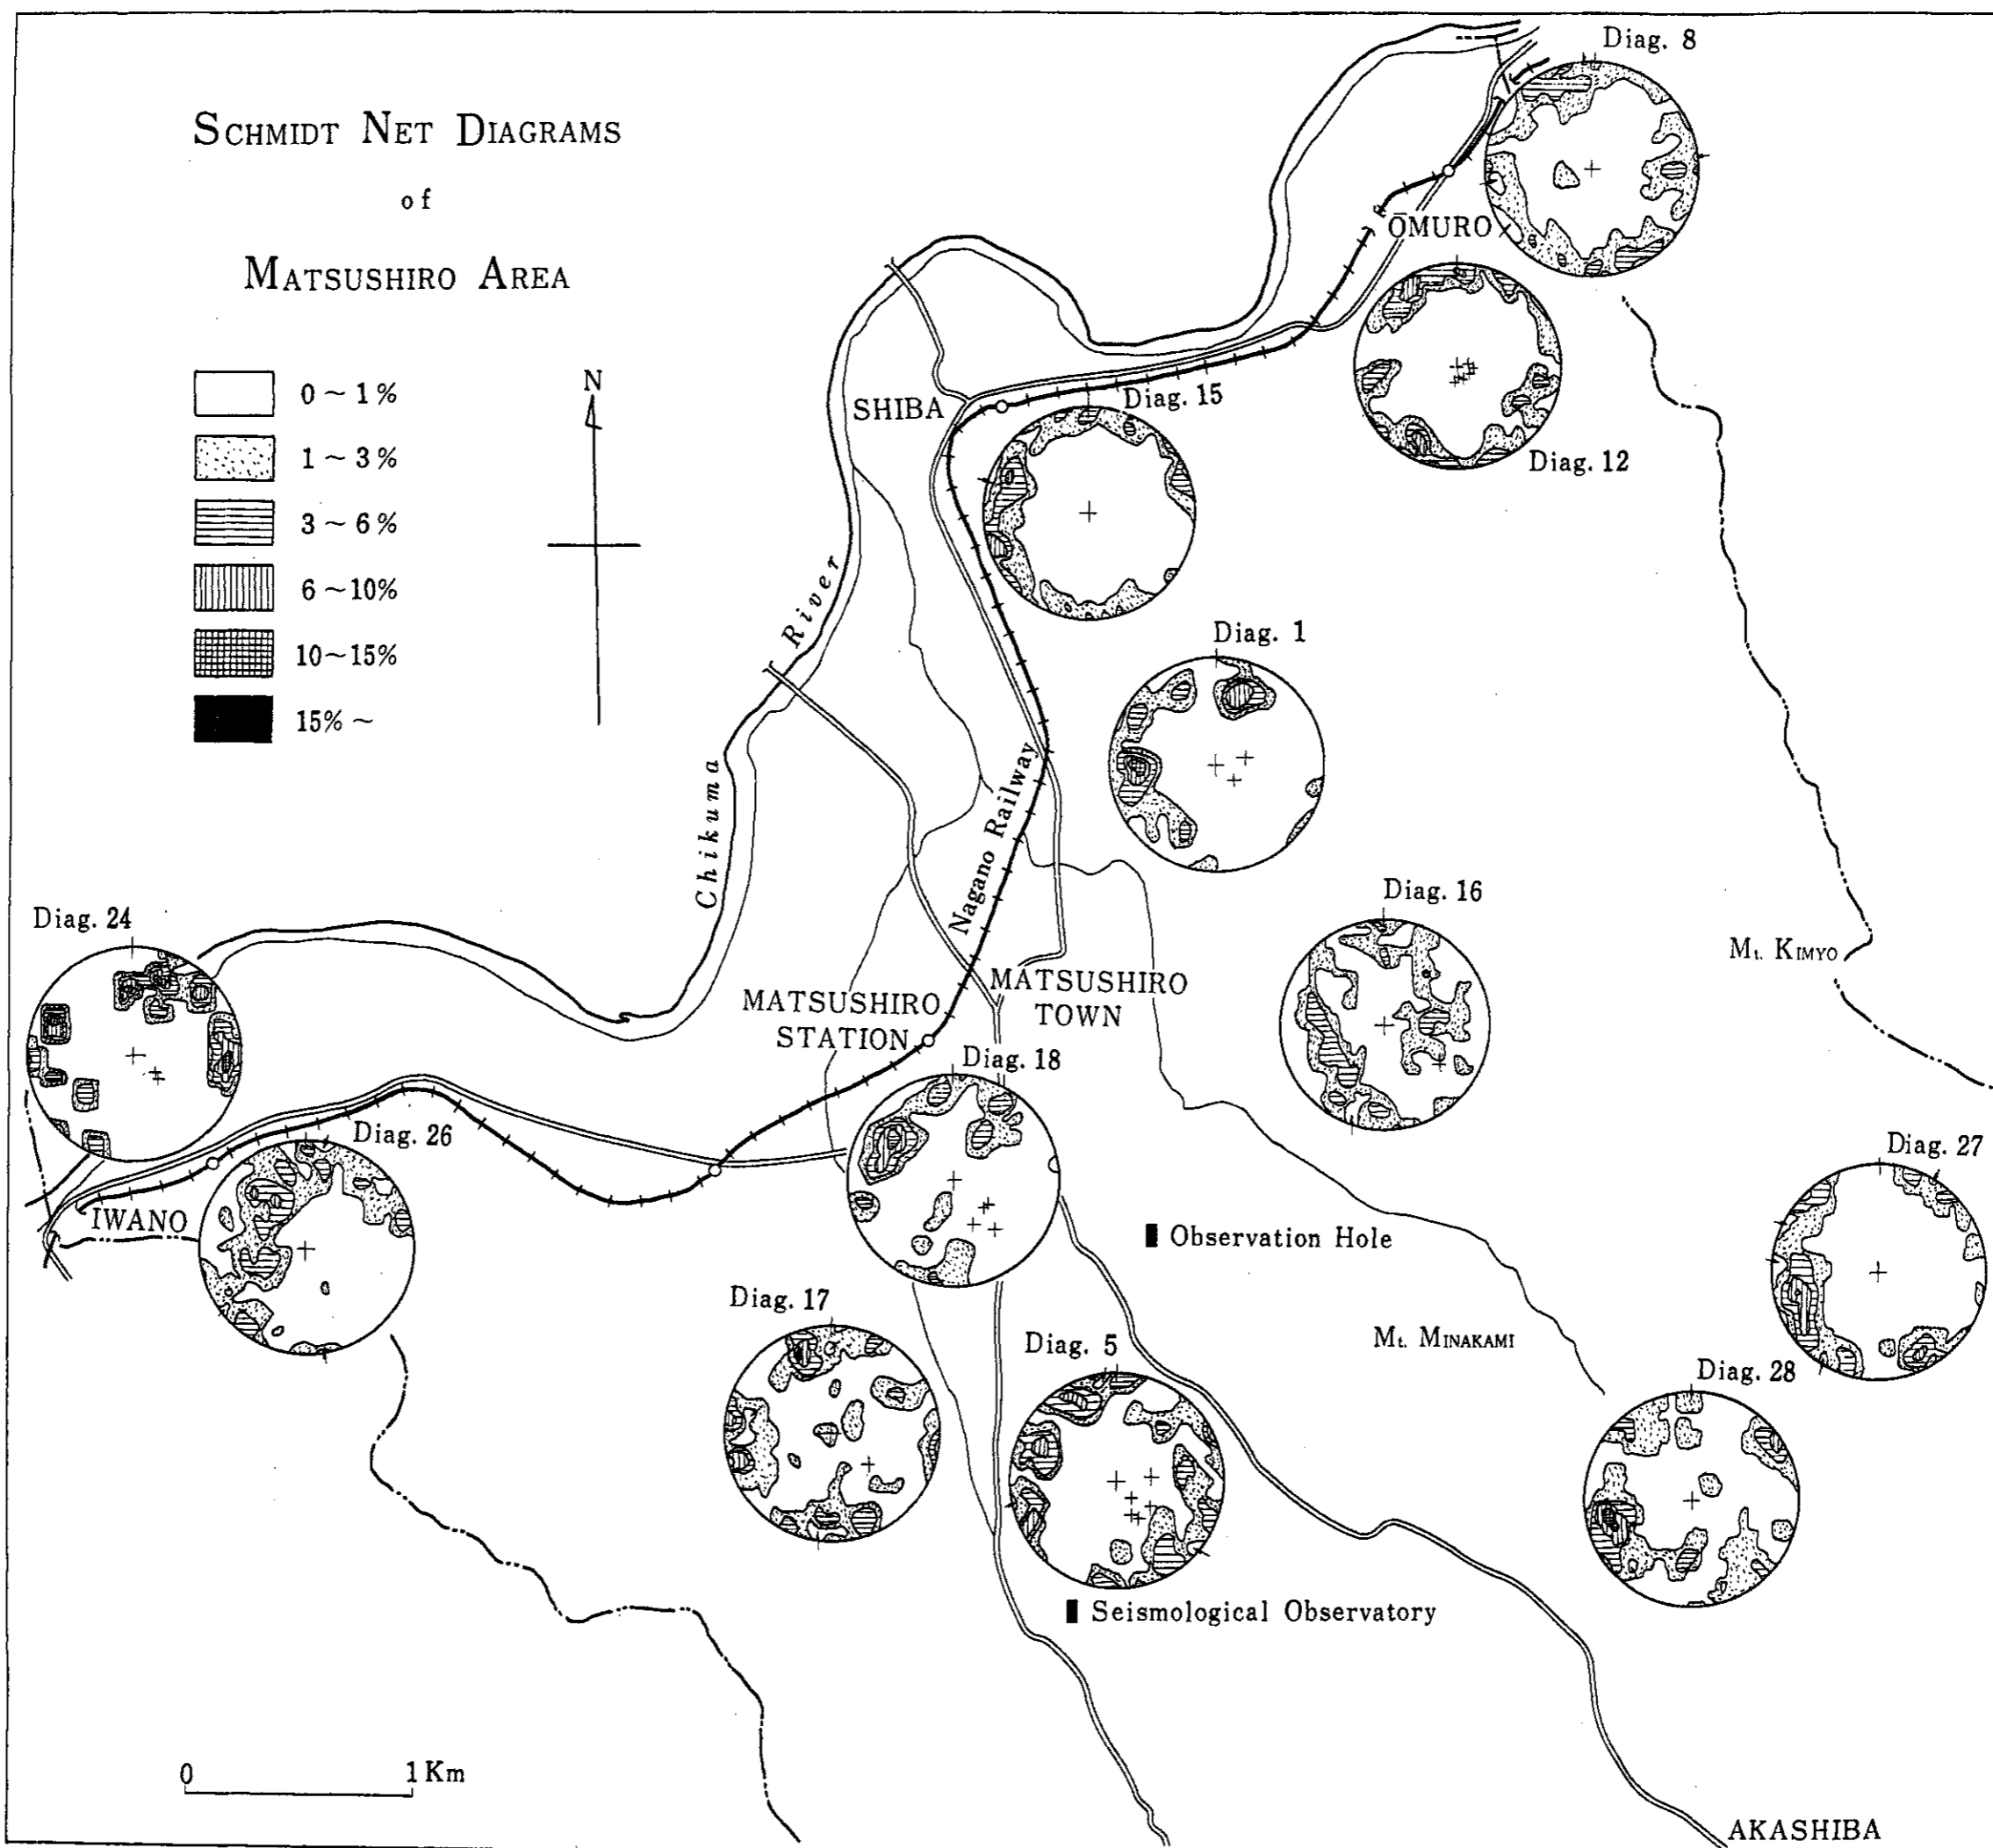 SCHMIDT NET DIAGRAMS
of
MATSUSHIRO AREA
0 ~ 1%
1 ~ 3%
3 ~ 6%
6 ~ 10%
10 ~ 15%
15% ~
N
Diag. 8
ŌMURO
Diag. 12
SHIBA
Diag. 15
Chikuma River
Nagano Railway
Diag. 1
Diag. 16
Mt. KIMYO
Diag. 24
MATSUSHIRO
STATION
MATSUSHIRO
TOWN
Diag. 18
Diag. 26
IWANO
Diag. 27
Observation Hole
Diag. 17
Diag. 5
Mt. MINAKAMI
Diag. 28
Seismological Observatory
0 1 Km
AKASHIBA